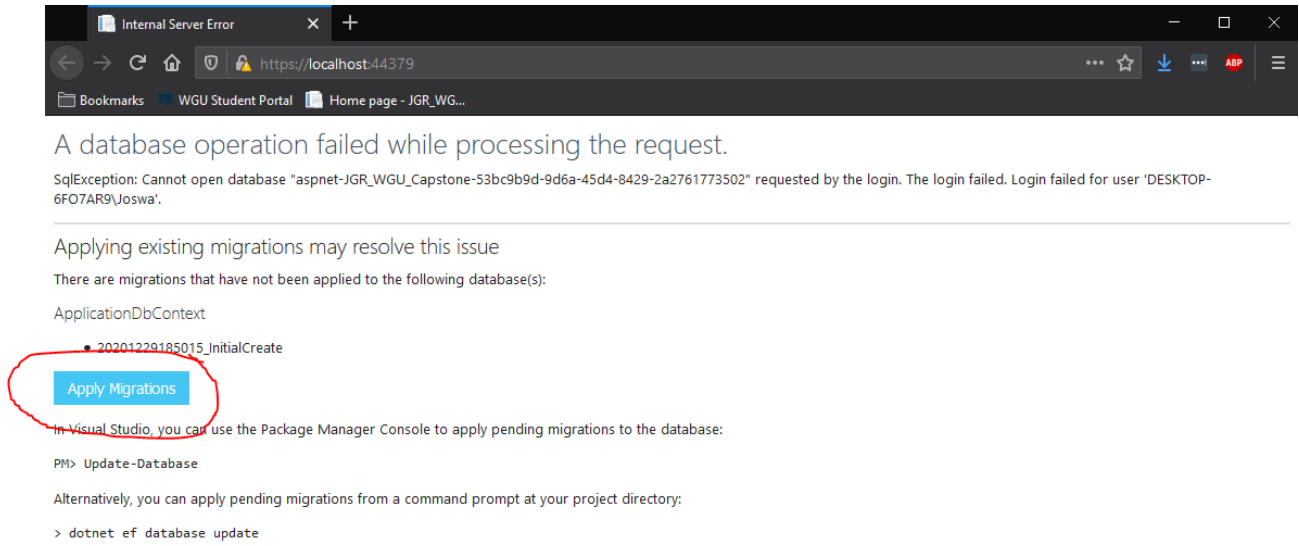 Internal Server Error
https://localhost:44379
ABP
Bookmarks WGU Student Portal Home page - JGR_WG...
A database operation failed while processing the request.
SqlException: Cannot open database "aspnet-JGR_WGU_Capstone-53bc9b9d-9d6a-45d4-8429-2a2761773502" requested by the login. The login failed. Login failed for user 'DESKTOP-
6FO7AR9\Joswa'.
Applying existing migrations may resolve this issue
There are migrations that have not been applied to the following database(s):
ApplicationDbContext
• 20201229185015_InitialCreate
Apply Migrations
In Visual Studio, you can use the Package Manager Console to apply pending migrations to the database:
PM> Update-Database
Alternatively, you can apply pending migrations from a command prompt at your project directory:
> dotnet ef database update